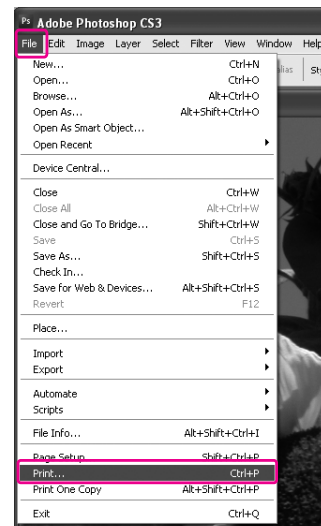 Ps Adobe Photoshop CS3
File Edit Image Layer Select Filter View Window Help
New... Ctrl+N
Open... Ctrl+O
Browse... Alt+Ctrl+O
Open As... Alt+Shift+Ctrl+O
Open As Smart Object...
Open Recent
Device Central...
Close Ctrl+W
Close All Alt+Ctrl+W
Close and Go To Bridge... Shift+Ctrl+W
Save Ctrl+S
Save As... Shift+Ctrl+S
Check In...
Save for Web & Devices... Alt+Shift+Ctrl+S
Revert F12
Place...
Import
Export
Automate
Scripts
File Info... Alt+Shift+Ctrl+I
Page Setup... Shift+Ctrl+P
Print... Ctrl+P
Print One Copy Alt+Shift+Ctrl+P
Exit Ctrl+Q